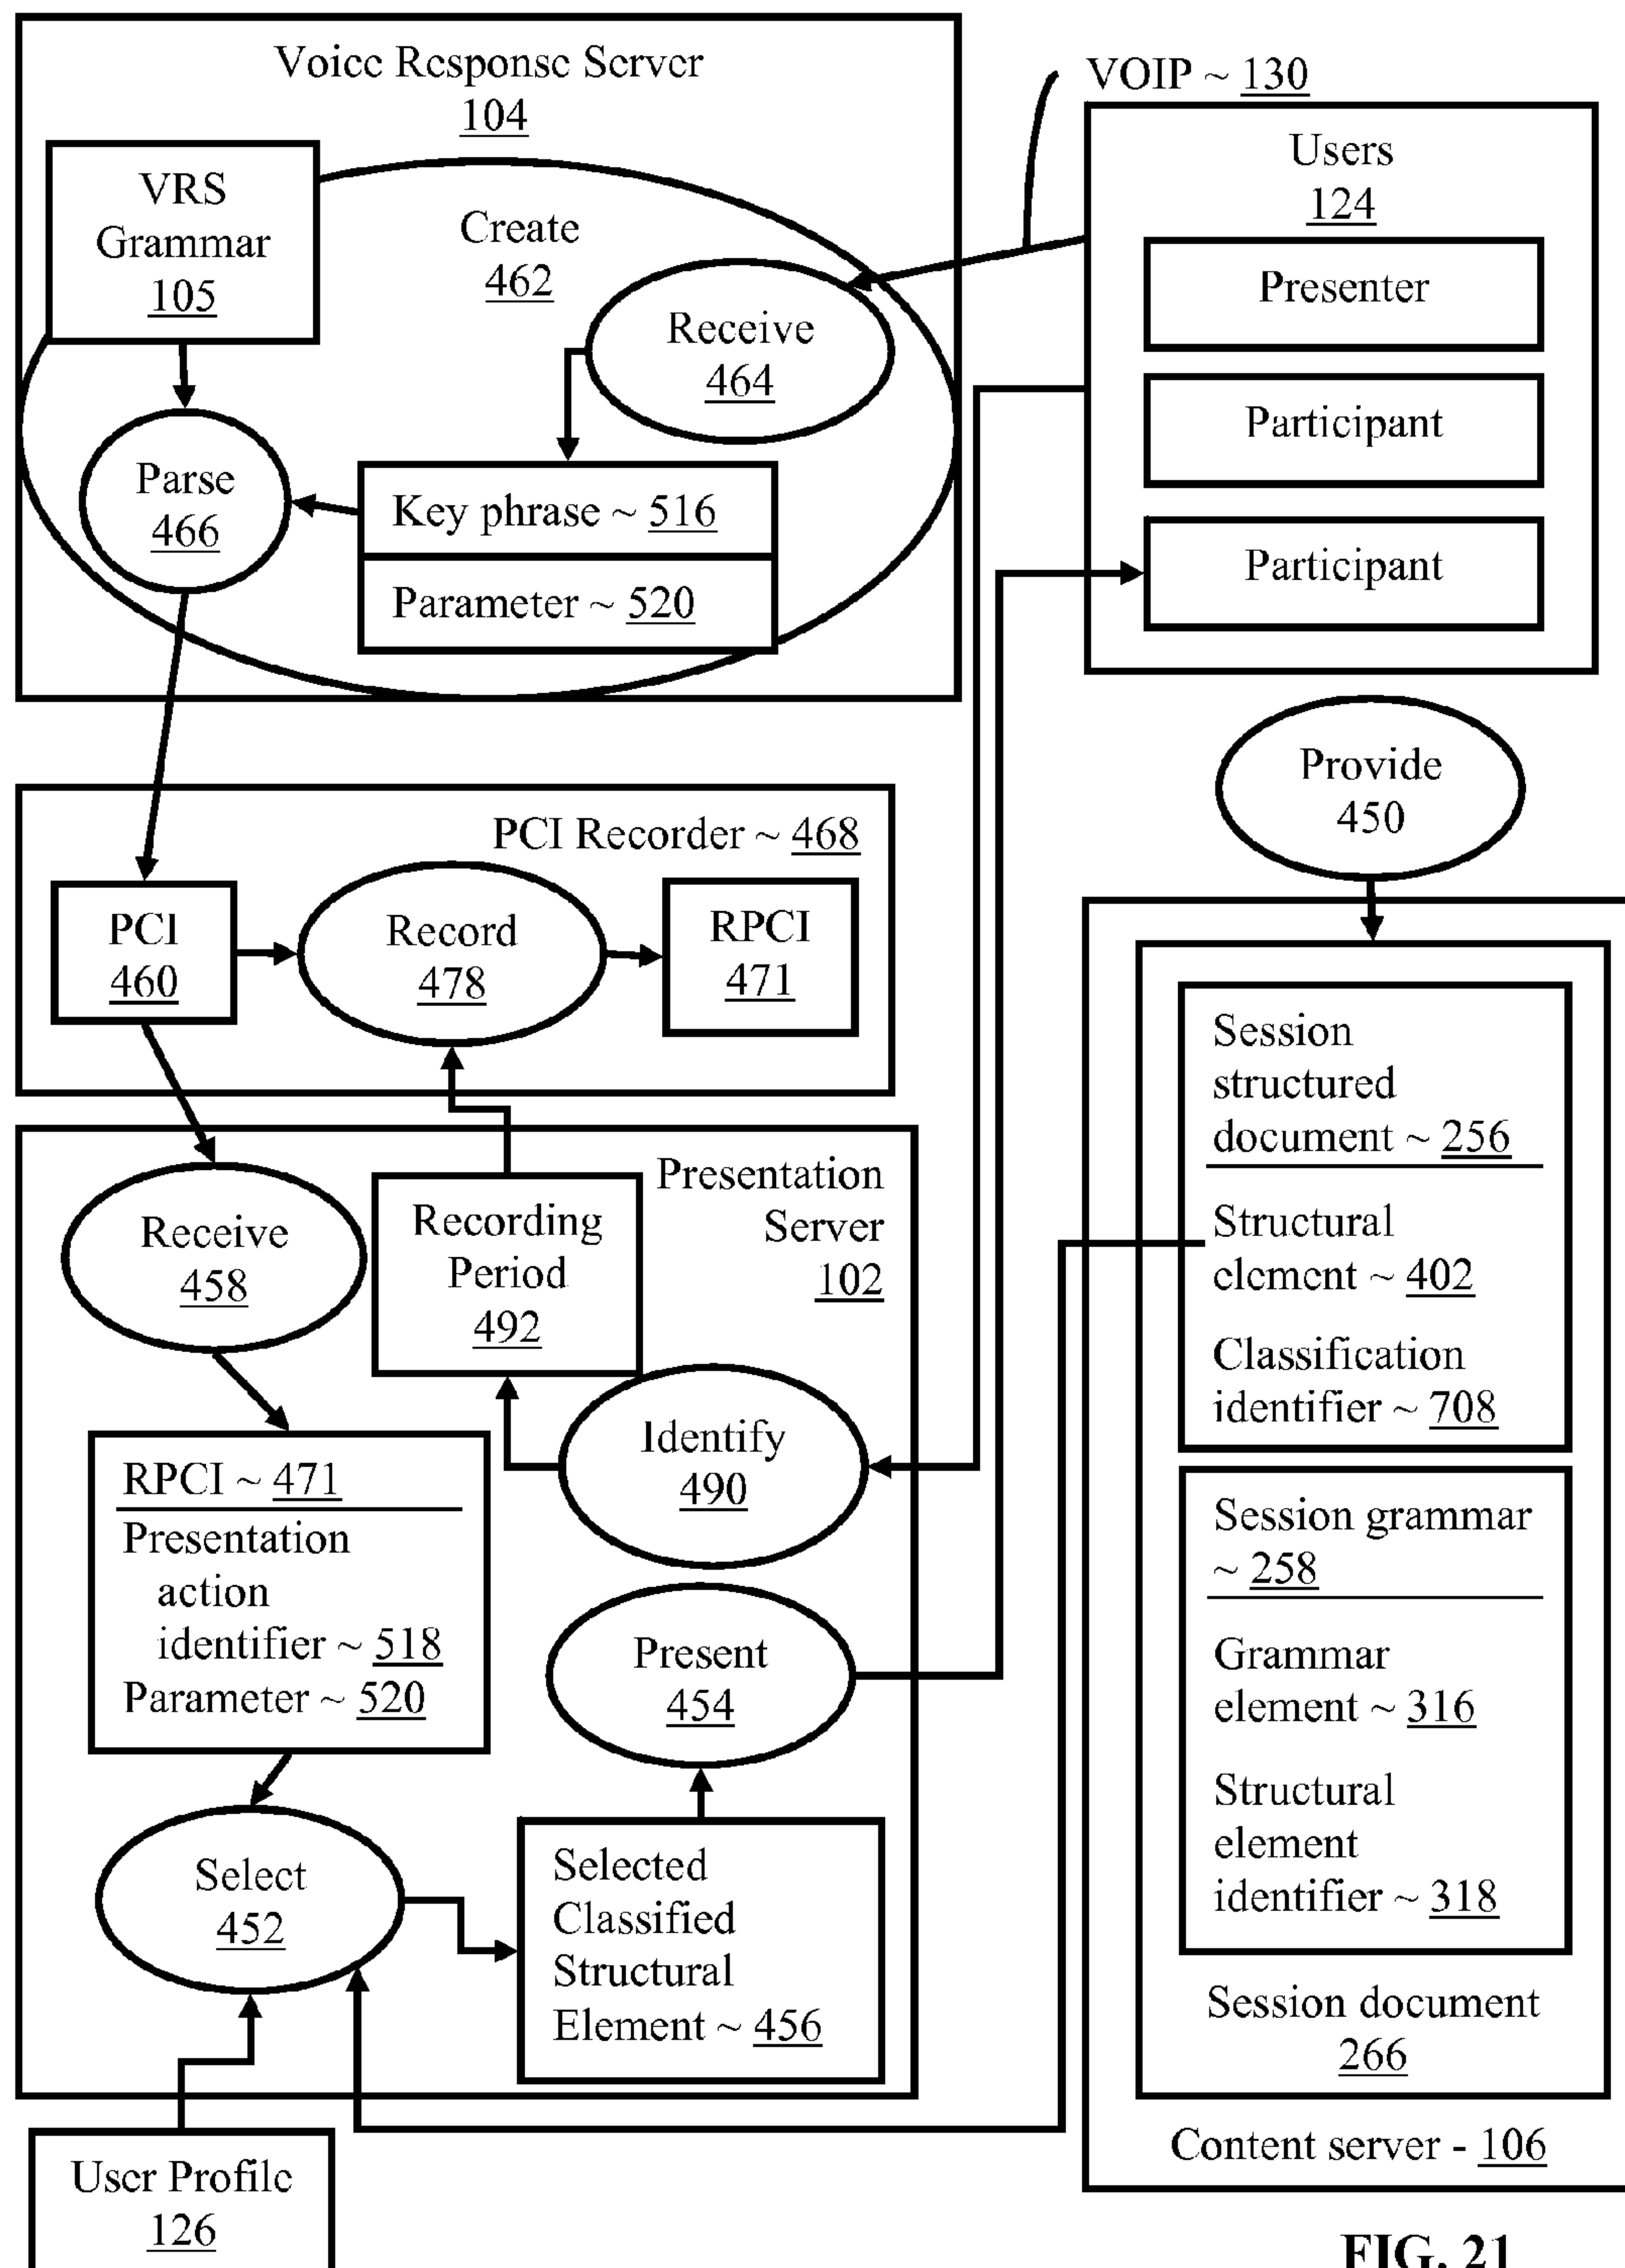 Voice Response Server
104
VRS
Grammar
105
Create
462
Receive
464
Parse
466
Key phrase ~ 516
Parameter ~ 520
VOIP ~ 130
Users
124
Presenter
Participant
Participant
Provide
450
PCI Recorder ~ 468
PCI
460
Record
478
RPCI
471
Presentation
Server
102
Receive
458
Recording
Period
492
Identify
490
RPCI ~ 471
Presentation
action
identifier ~ 518
Parameter ~ 520
Present
454
Select
452
Selected
Classified
Structural
Element ~ 456
User Profile
126
Session
structured
document ~ 256
Structural
element ~ 402
Classification
identifier ~ 708
Session grammar
~ 258
Grammar
element ~ 316
Structural
element
identifier ~ 318
Session document
266
Content server - 106
FIG. 21